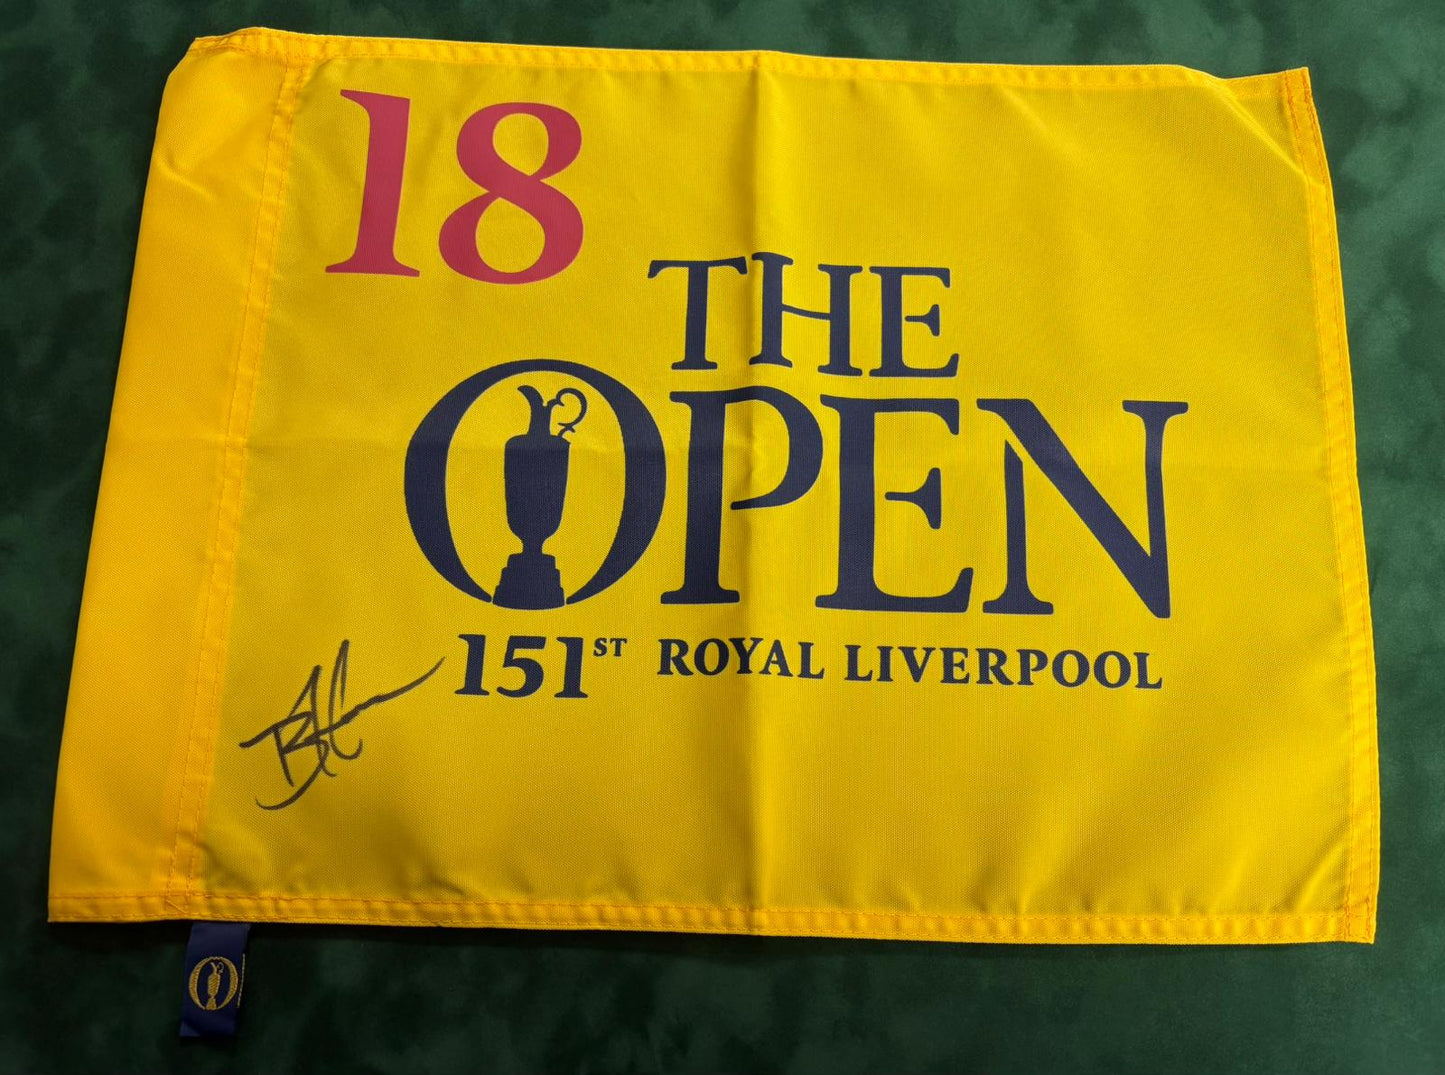 18
THE
OPEN
151ST ROYAL LIVERPOOL